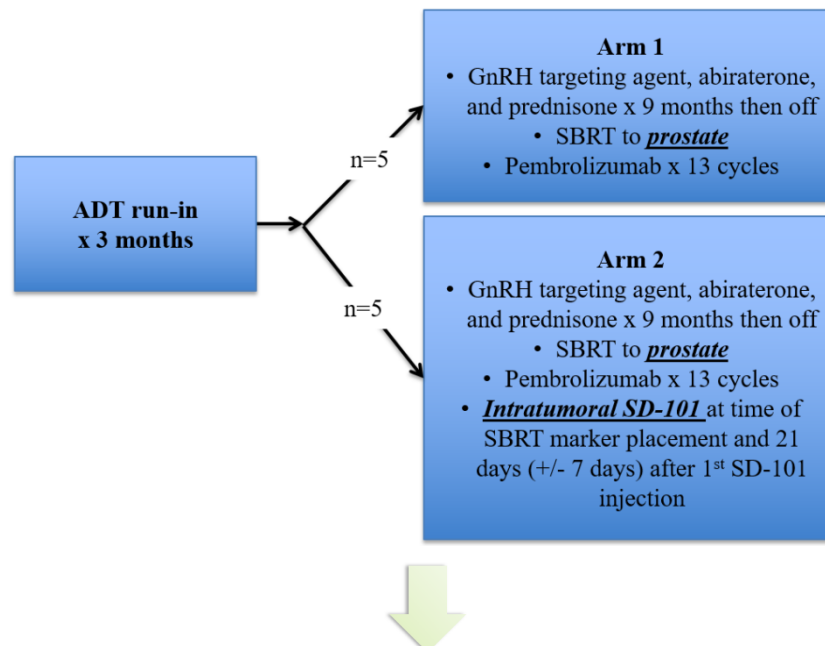 ADT run-in
x 3 months
n=5
n=5
Arm 1
• GnRH targeting agent, abiraterone,
and prednisone x 9 months then off
• SBRT to prostate
• Pembrolizumab x 13 cycles
Arm 2
• GnRH targeting agent, abiraterone,
and prednisone x 9 months then off
• SBRT to prostate
• Pembrolizumab x 13 cycles
• Intratumoral SD-101 at time of
SBRT marker placement and 21
days (+/- 7 days) after 1st SD-101
injection